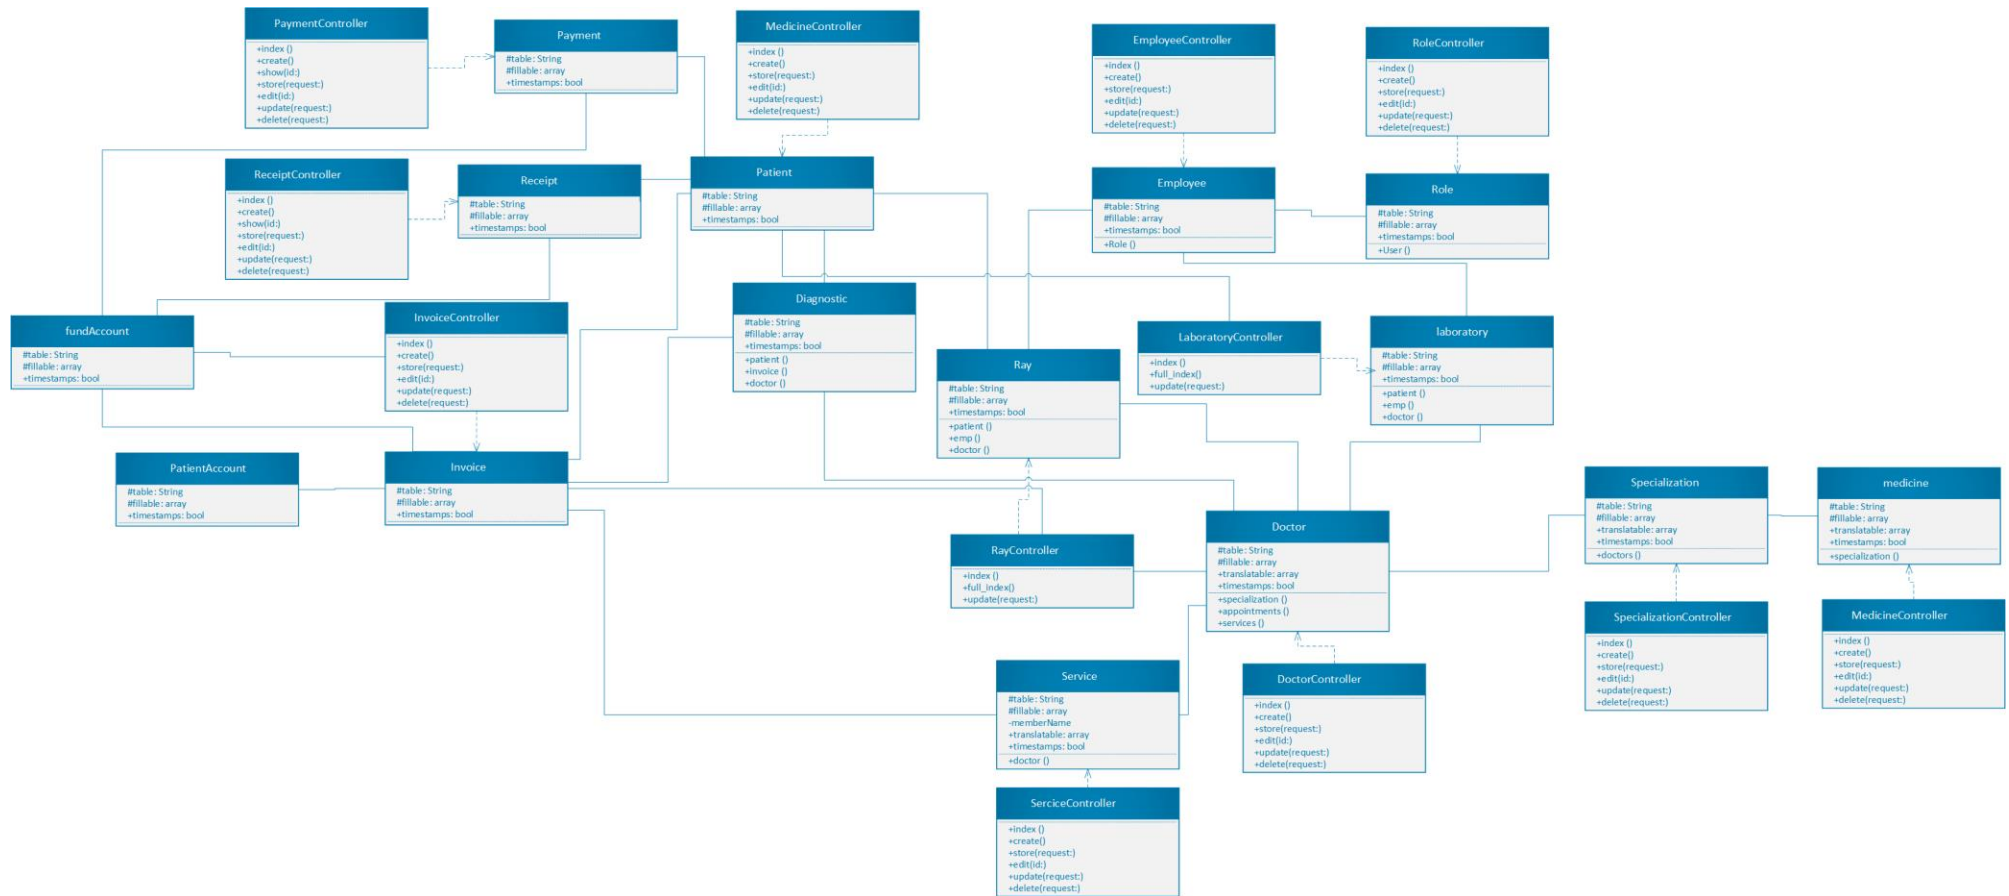 PaymentController
+index ()
+create()
+show(id:)
+store(request:)
+edit(id:)
+update(request:)
+delete(request:)
Payment
#table: String
#fillable: array
+timestamps: bool
MedicineController
+index ()
+create()
+store(request:)
+edit(id:)
+update(request:)
+delete(request:)
EmployeeController
+index ()
+create()
+store(request:)
+edit(id:)
+update(request:)
+delete(request:)
RoleController
+index ()
+create()
+store(request:)
+edit(id:)
+update(request:)
+delete(request:)
ReceiptController
+index ()
+create()
+show(id:)
+store(request:)
+edit(id:)
+update(request:)
+delete(request:)
Receipt
#table: String
#fillable: array
+timestamps: bool
Patient
#table: String
#fillable: array
+timestamps: bool
Employee
#table: String
#fillable: array
+timestamps: bool
+Role ()
Role
#table: String
#fillable: array
+timestamps: bool
+User ()
fundAccount
#table: String
#fillable: array
+timestamps: bool
InvoiceController
+index ()
+create()
+store(request:)
+edit(id:)
+update(request:)
+delete(request:)
Diagnostic
#table: String
#fillable: array
+timestamps: bool
+patient ()
+invoice ()
+doctor ()
Ray
#table: String
#fillable: array
+timestamps: bool
+patient ()
+emp ()
+doctor ()
LaboratoryController
+index ()
+full_index()
+update(request:)
laboratory
#table: String
#fillable: array
+timestamps: bool
+patient ()
+emp ()
+doctor ()
PatientAccount
#table: String
#fillable: array
+timestamps: bool
Invoice
#table: String
#fillable: array
+timestamps: bool
RayController
+index ()
+full_index()
+update(request:)
Doctor
#table: String
#fillable: array
+translatable: array
+timestamps: bool
+specialization ()
+appointments ()
+services ()
Specialization
#table: String
#fillable: array
+translatable: array
+timestamps: bool
+doctors ()
medicine
#table: String
#fillable: array
+translatable: array
+timestamps: bool
+specialization ()
SpecializationController
+index ()
+create()
+store(request:)
+edit(id:)
+update(request:)
+delete(request:)
MedicineController
+index ()
+create()
+store(request:)
+edit(id:)
+update(request:)
+delete(request:)
Service
#table: String
#fillable: array
-memberName
+translatable: array
+timestamps: bool
+doctor ()
DoctorController
+index ()
+create()
+store(request:)
+edit(id:)
+update(request:)
+delete(request:)
SerciceController
+index ()
+create()
+store(request:)
+edit(id:)
+update(request:)
+delete(request:)